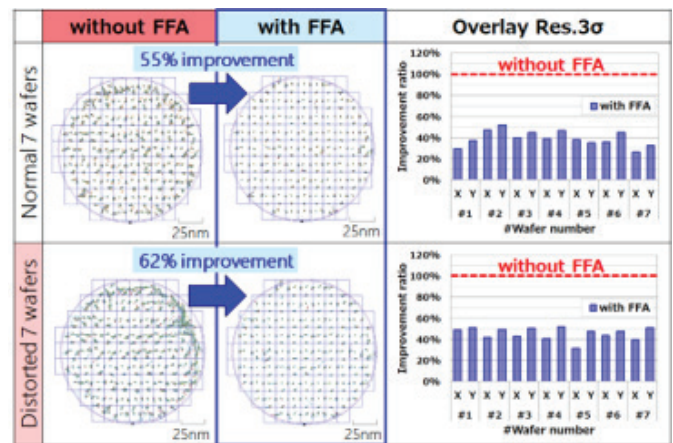 without FFA
with FFA
Overlay Res.3σ
Normal 7 wafers
55% improvement
25nm
25nm
Improvement ratio
120%
100%
80%
60%
40%
20%
0%
without FFA
with FFA
X Y X Y X Y X Y X Y X Y X Y
#1 #2 #3 #4 #5 #6 #7
#Wafer number
Distorted 7 wafers
62% improvement
25nm
25nm
Improvement ratio
120%
100%
80%
60%
40%
20%
0%
without FFA
with FFA
X Y X Y X Y X Y X Y X Y X Y
#1 #2 #3 #4 #5 #6 #7
#Wafer number